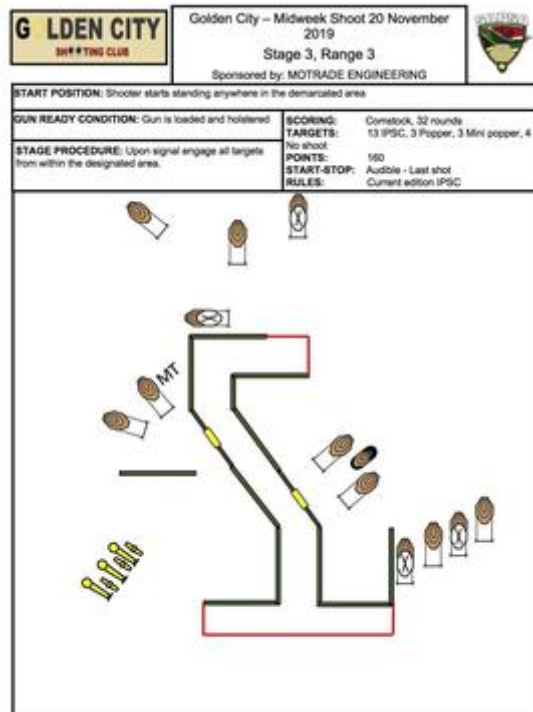 G LDEN CITY
SH**TING CLUB
Golden City – Midweek Shoot 20 November
2019
Stage 3, Range 3
Sponsored by: MOTRADE ENGINEERING
START POSITION: Shooter starts standing anywhere in the demarcated area
GUN READY CONDITION: Gun is loaded and holstered
STAGE PROCEDURE: Upon signal engage all targets
from within the designated area.
SCORING: Comstock, 32 rounds
TARGETS: 13 IPSC, 3 Popper, 3 Mini popper, 4
No shoot
POINTS: 160
START-STOP: Audible - Last shot
RULES: Current edition IPSC
MT